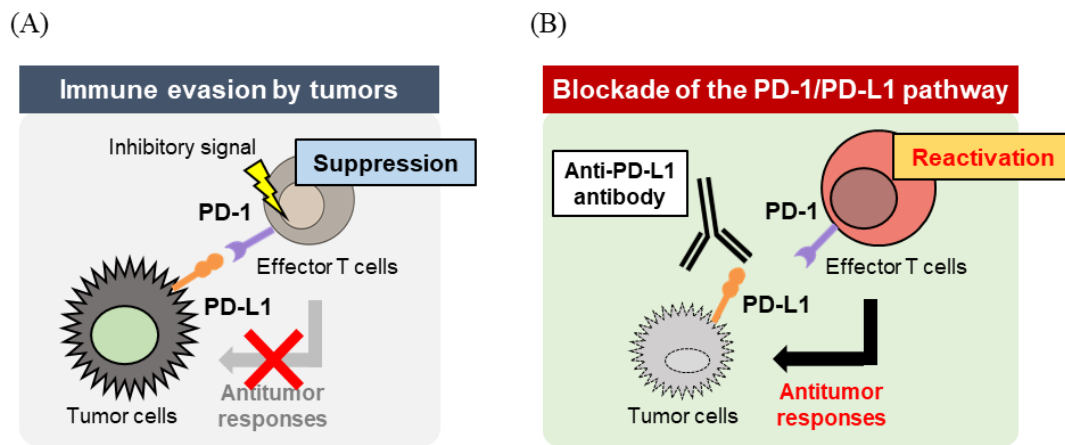 (A)
Immune evasion by tumors
Inhibitory signal
Suppression
PD-1
Effector T cells
PD-L1
Tumor cells
Antitumor
responses
(B)
Blockade of the PD-1/PD-L1 pathway
Anti-PD-L1
antibody
Reactivation
PD-1
Effector T cells
PD-L1
Tumor cells
Antitumor
responses